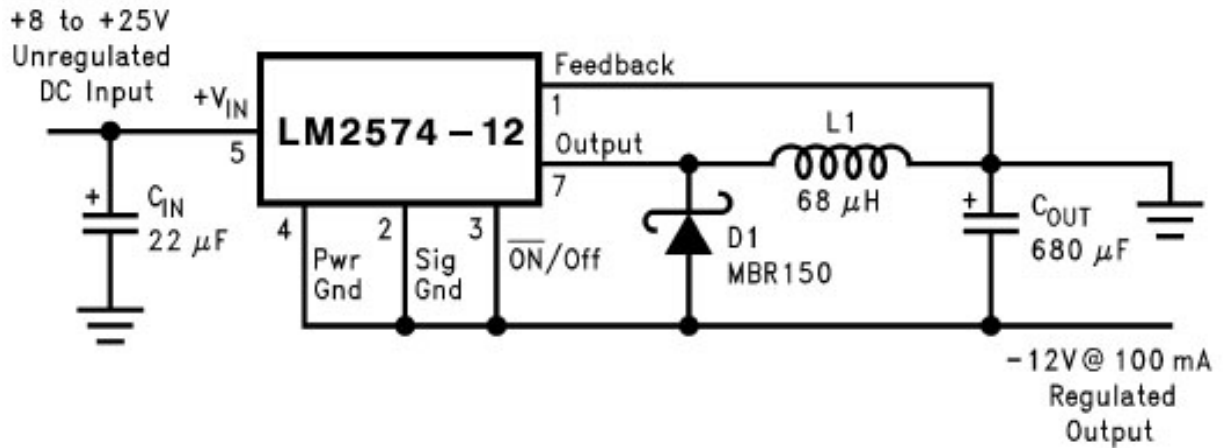 +8 to +25V
Unregulated
DC Input
+VIN
5
CIN
22 μF
LM2574-12
Feedback
1
Output
7
4
Pwr
Gnd
2
Sig
Gnd
3
O̅N̅/Off
L1
68 μH
D1
MBR150
COUT
680 μF
+
+
-12V@ 100 mA
Regulated
Output